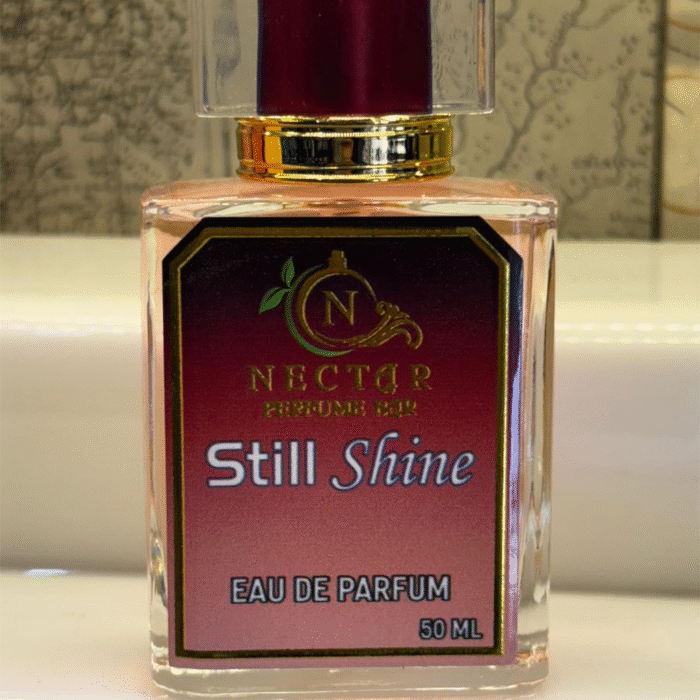 N
NECTAR
PERFUME BAR
Still Shine
EAU DE PARFUM
50 ML